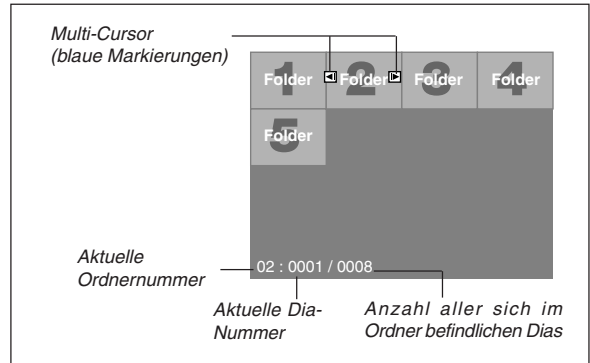 Multi-Cursor
(blaue Markierungen)
1 Folder 2 Folder 3 Folder 4 Folder
5 Folder
02 : 0001 / 0008
Aktuelle
Ordnernummer
Aktuelle Dia-
Nummer
Anzahl aller sich im
Ordner befindlichen Dias